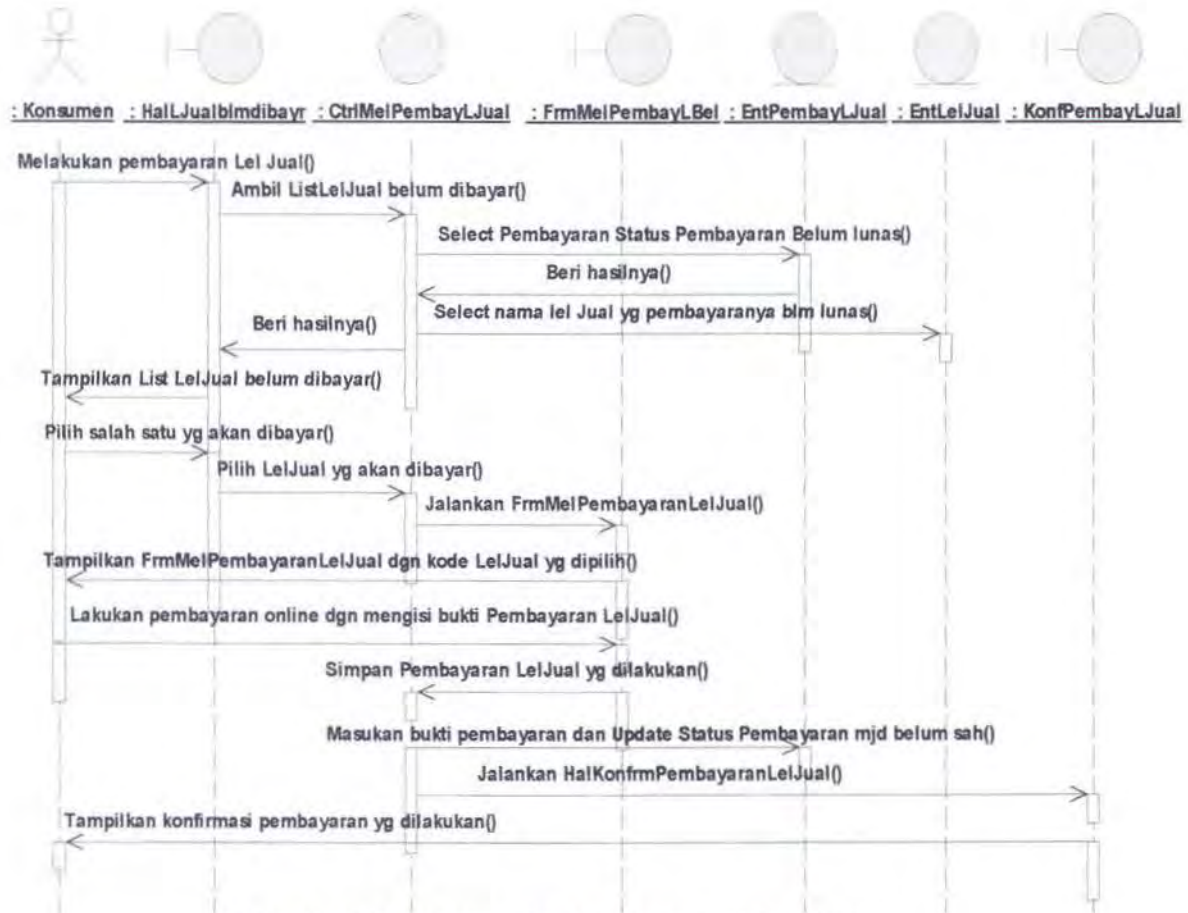 : Konsumen : HalLJualblmdibayr : CtrlMelPembayLJual : FrmMelPembayLBel : EntPembayLJual : EntLelJual : KonfPembayLJual
Melakukan pembayaran Lel Jual()
Ambil ListLelJual belum dibayar()
Select Pembayaran Status Pembayaran Belum lunas()
Beri hasilnya()
Select nama lel Jual yg pembayaranya blm lunas()
Beri hasilnya()
Tampilkan List LelJual belum dibayar()
Pilih salah satu yg akan dibayar()
Pilih LelJual yg akan dibayar()
Jalankan FrmMelPembayaranLelJual()
Tampilkan FrmMelPembayaranLelJual dgn kode LelJual yg dipilih()
Lakukan pembayaran online dgn mengisi bukti Pembayaran LelJual()
Simpan Pembayaran LelJual yg dilakukan()
Masukan bukti pembayaran dan Update Status Pembayaran mjd belum sah()
Jalankan HalKonfrmPembayaranLelJual()
Tampilkan konfirmasi pembayaran yg dilakukan()